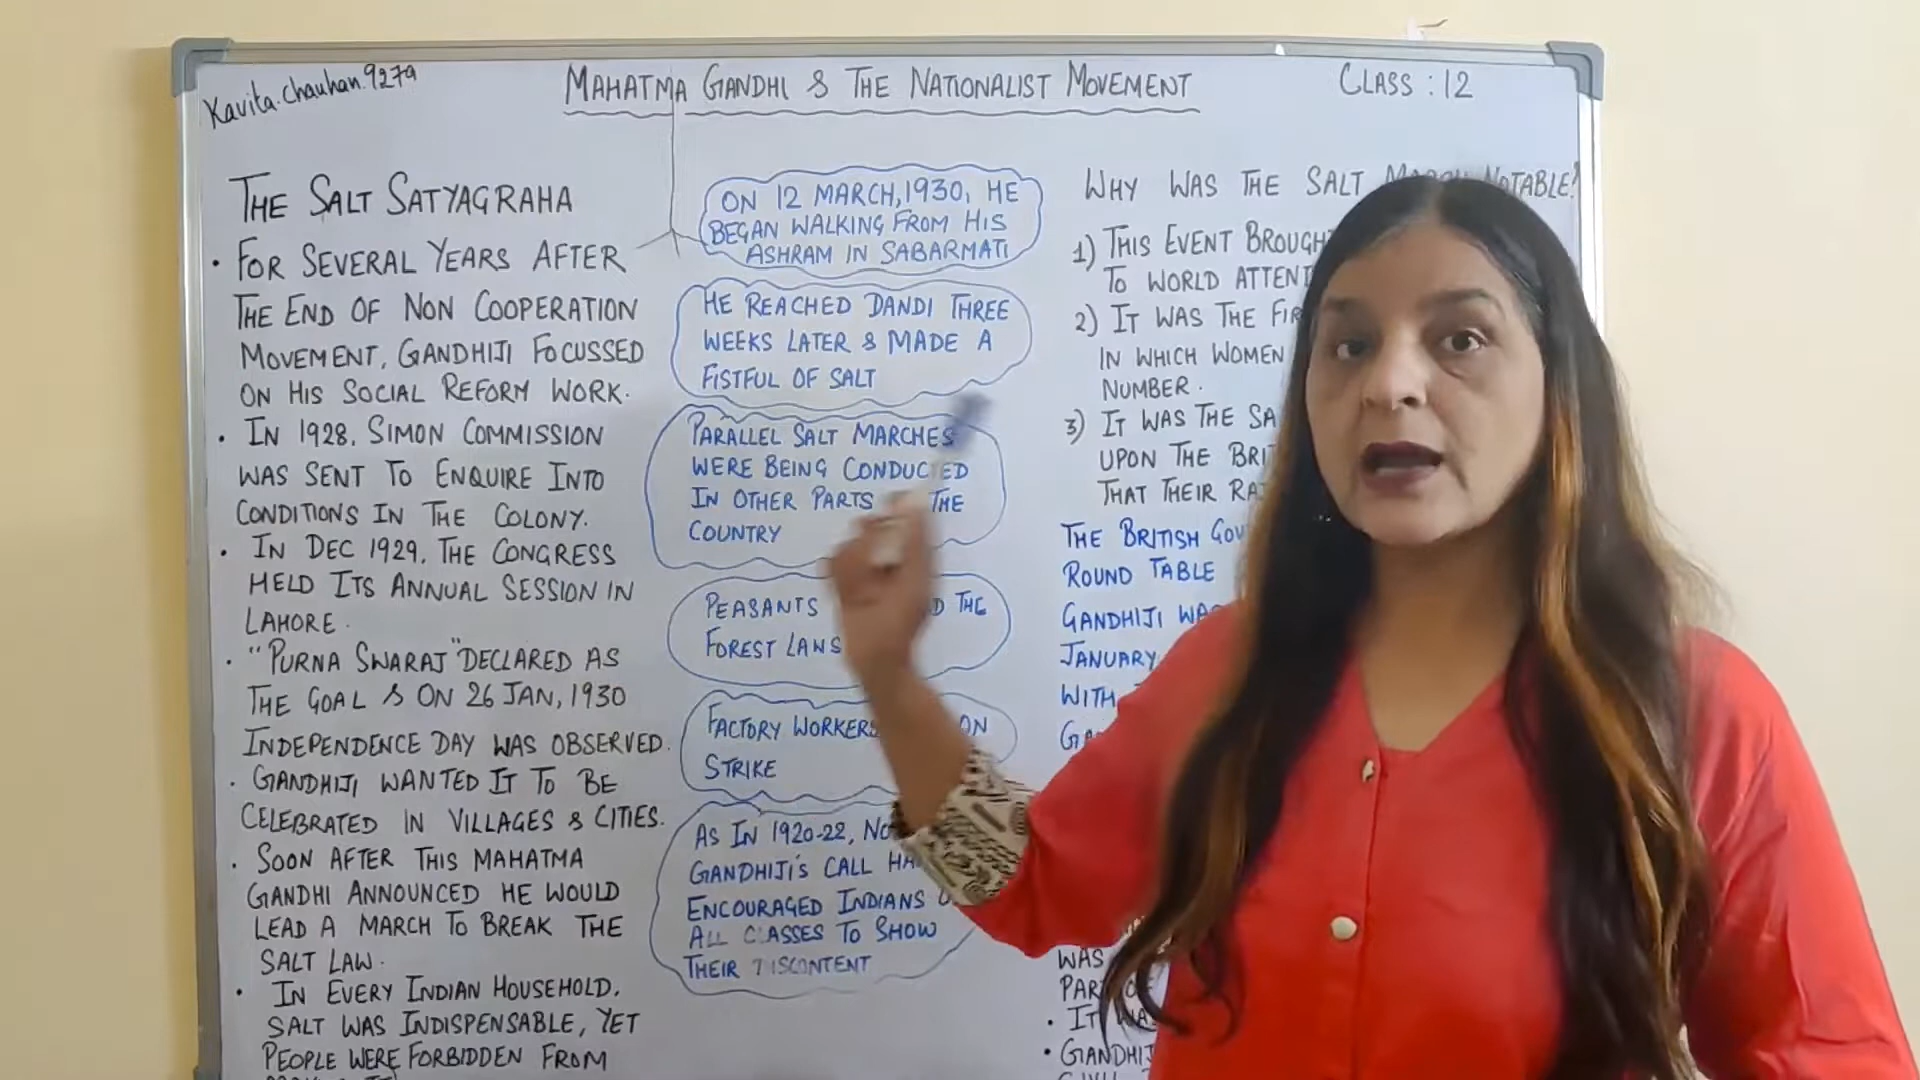 Kavita.chauhan.9279
MAHATMA GANDHI & THE NATIONALIST MOVEMENT
CLASS : 12
THE SALT SATYAGRAHA
• FOR SEVERAL YEARS AFTER
THE END OF NON COOPERATION
MOVEMENT, GANDHIJI FOCUSSED
ON HIS SOCIAL REFORM WORK.
• IN 1928, SIMON COMMISSION
WAS SENT TO ENQUIRE INTO
CONDITIONS IN THE COLONY.
• IN DEC 1929, THE CONGRESS
HELD ITS ANNUAL SESSION IN
LAHORE.
• "PURNA SWARAJ" DECLARED AS
THE GOAL & ON 26 JAN, 1930
INDEPENDENCE DAY WAS OBSERVED.
• GANDHIJI WANTED IT TO BE
CELEBRATED IN VILLAGES & CITIES.
• SOON AFTER THIS MAHATMA
GANDHI ANNOUNCED HE WOULD
LEAD A MARCH TO BREAK THE
SALT LAW.
• IN EVERY INDIAN HOUSEHOLD,
SALT WAS INDISPENSABLE, YET
PEOPLE WERE FORBIDDEN FROM
ON 12 MARCH, 1930, HE
BEGAN WALKING FROM HIS
ASHRAM IN SABARMATI
HE REACHED DANDI THREE
WEEKS LATER & MADE A
FISTFUL OF SALT
PARALLEL SALT MARCHES
WERE BEING CONDUCTED
IN OTHER PARTS THE
COUNTRY
PEASANTS THE
FOREST LAWS
FACTORY WORKERS ON
STRIKE
AS IN 1920-22, NO
GANDHIJI'S CALL HA
ENCOURAGED INDIANS
ALL CLASSES TO SHOW
THEIR DISCONTENT
WHY WAS THE SALT MARCH NOTABLE?
1) THIS EVENT BROUGH
TO WORLD ATTENT
2) IT WAS THE FIR
IN WHICH WOMEN
NUMBER.
3) IT WAS THE SA
UPON THE BRIT
THAT THEIR RA
THE BRITISH GOV
ROUND TABLE
GANDHIJI WAS
JANUARY
WITH
GA
WAS
PART OF
• IT WAS
• GANDHIJ